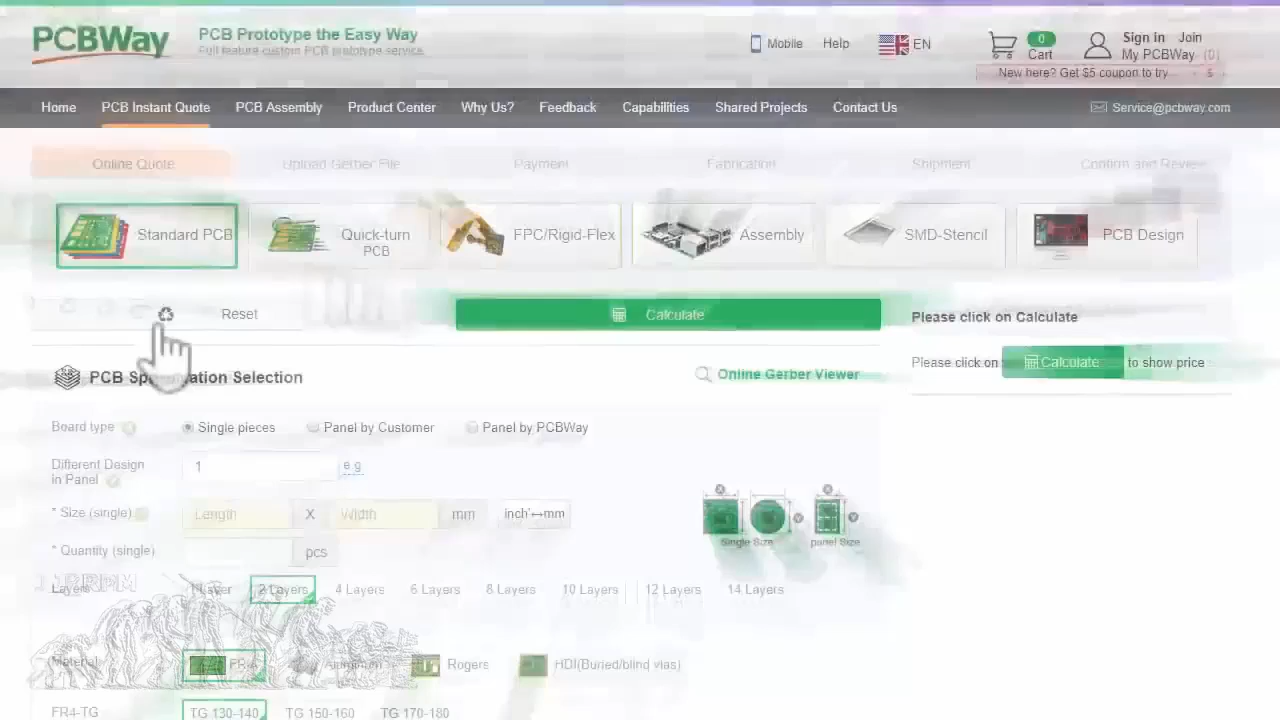 PCBWay
PCB Prototype the Easy Way
Full feature custom PCB prototype service.
Mobile Help EN
0
Cart
Sign in Join
My PCBWay (0)
New here? Get $5 coupon to try
Home PCB Instant Quote PCB Assembly Product Center Why Us? Feedback Capabilities Shared Projects Contact Us Service@pcbway.com
Online Quote Upload Gerber File Payment Fabrication Shipment Confirm and Review
Standard PCB Quick-turn PCB FPC/Rigid-Flex Assembly SMD-Stencil PCB Design
Reset Calculate
Please click on Calculate
Please click on Calculate to show price
PCB Selection
Online Gerber Viewer
Board type Single pieces Panel by Customer Panel by PCBWay
Different Design in Panel 1 e.g
* Size (single) Length X Width mm inch↔mm
Single Size panel Size
* Quantity (single) pcs
Layers 2 Layers 4 Layers 6 Layers 8 Layers 10 Layers 12 Layers 14 Layers
Material Rogers HDI(Buried/blind vias)
FR4-TG TG 130-140 TG 150-160 TG 170-180